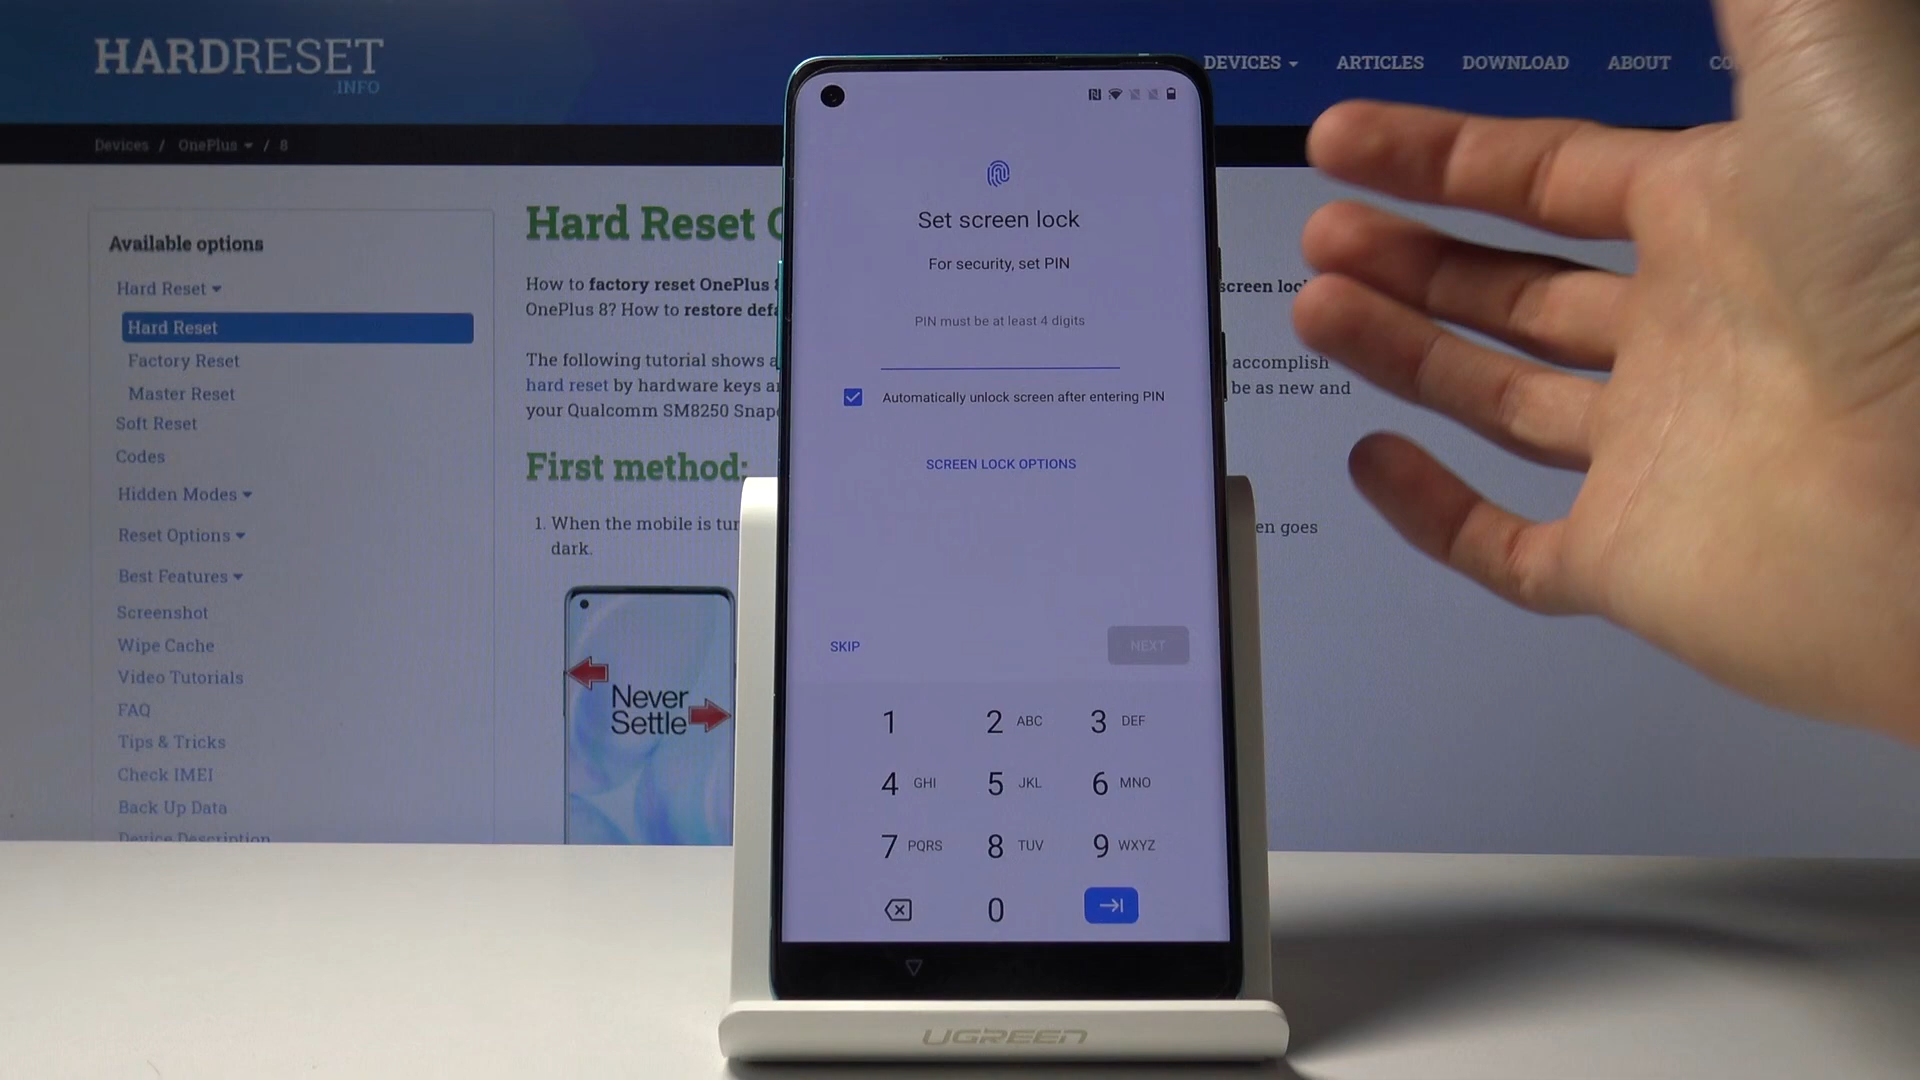 HARDRESET
.INFO
DEVICES
ARTICLES
DOWNLOAD
ABOUT
Devices / OnePlus / 8
Available options
Hard Reset
Hard Reset
Factory Reset
Master Reset
Soft Reset
Codes
Hidden Modes
Reset Options
Best Features
Screenshot
Wipe Cache
Video Tutorials
FAQ
Tips & Tricks
Check IMEI
Back Up Data
Device Description
Hard Reset
How to factory reset OnePlus
screen
OnePlus 8? How to restore
The following tutorial shows
accomplish
hard reset by hardware keys
be as new and
your Qualcomm SM8250
First method:
1. When the mobile is
goes
dark.
Never
Settle
Set screen lock
For security, set PIN
PIN must be at least 4 digits
Automatically unlock screen after entering PIN
SCREEN LOCK OPTIONS
SKIP
NEXT
1 2 ABC 3 DEF
4 GHI 5 JKL 6 MNO
7 PQRS 8 TUV 9 WXYZ
0
UGREEN